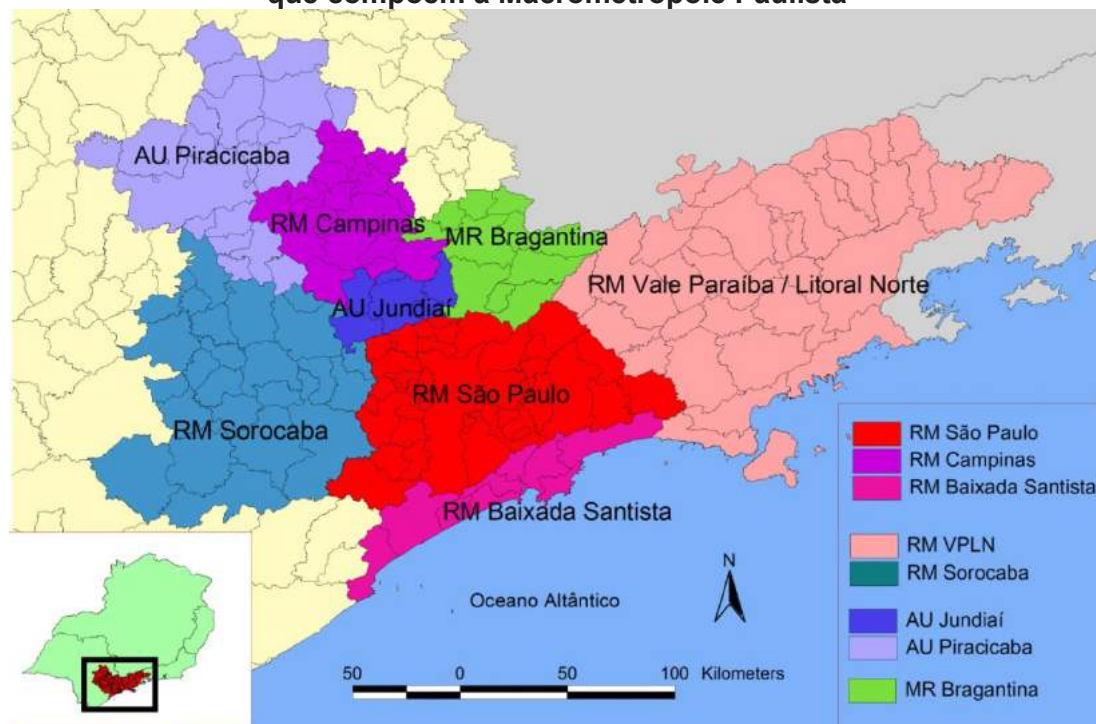 que compõem a Macrometrópole Paulista
AU Piracicaba
RM Campinas
MR Bragantina
RM Vale Paraíba / Litoral Norte
AU Jundiaí
RM São Paulo
RM Sorocaba
RM Baixada Santista
RM São Paulo
RM Campinas
RM Baixada Santista
RM VPLN
RM Sorocaba
AU Jundiaí
AU Piracicaba
MR Bragantina
N
Oceano Altântico
50 0 50 100 Kilometers